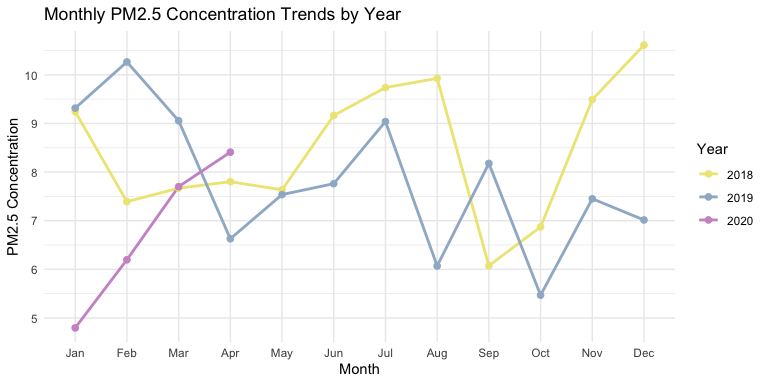 Monthly PM2.5 Concentration Trends by Year
PM2.5 Concentration
10
9
8
7
6
5
Jan Feb Mar Apr May Jun Jul Aug Sep Oct Nov Dec
Month
Year
2018
2019
2020